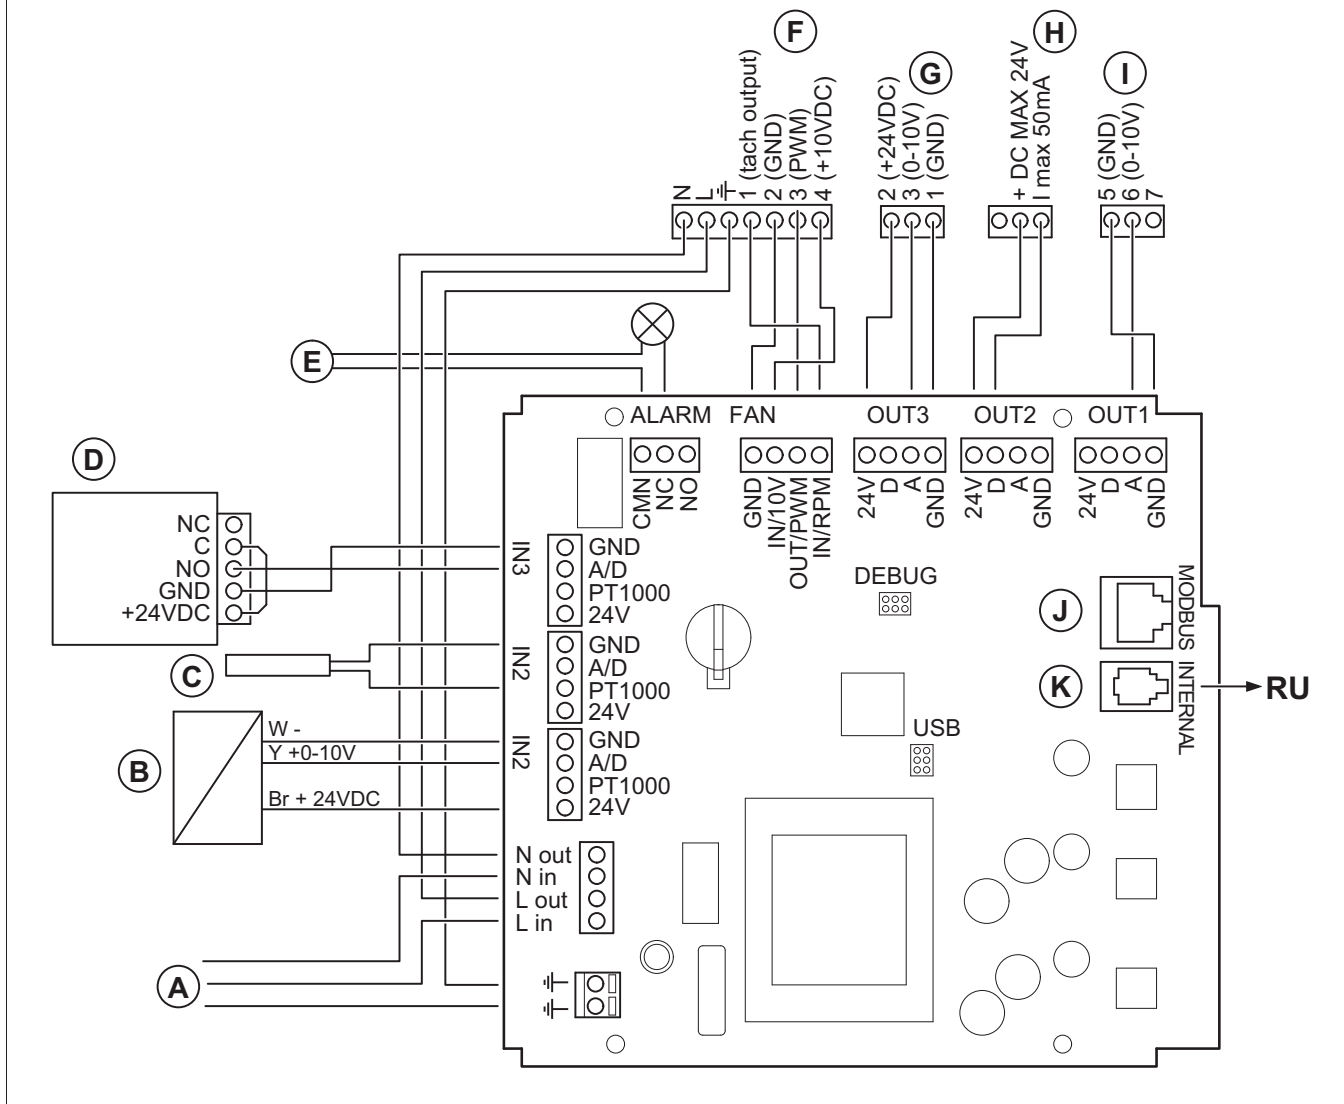 F
H
G
I
N
L
1 (tach output)
2 (GND)
3 (PWM)
4 (+10VDC)
2 (+24VDC)
3 (0-10V)
1 (GND)
+ DC MAX 24V
I max 50mA
5 (GND)
6 (0-10V)
7
E
ALARM
FAN
OUT3
OUT2
OUT1
CMN
NC
NO
GND
IN/10V
OUT/PWM
IN/RPM
24V
D
A
GND
24V
D
A
GND
24V
D
A
GND
D
NC
C
NO
GND
+24VDC
IN3
GND
A/D
PT1000
24V
DEBUG
J
MODBUS
C
IN2
GND
A/D
PT1000
24V
K
INTERNAL
RU
B
W -
Y +0-10V
Br + 24VDC
IN2
GND
A/D
PT1000
24V
USB
N out
N in
L out
L in
A